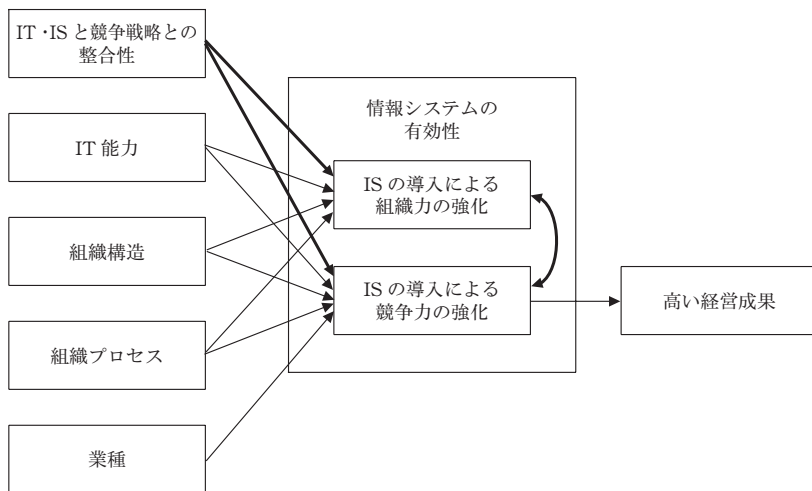 IT・ISと競争戦略との
整合性
IT能力
組織構造
組織プロセス
業種
情報システムの
有効性
ISの導入による
組織力の強化
ISの導入による
競争力の強化
高い経営成果